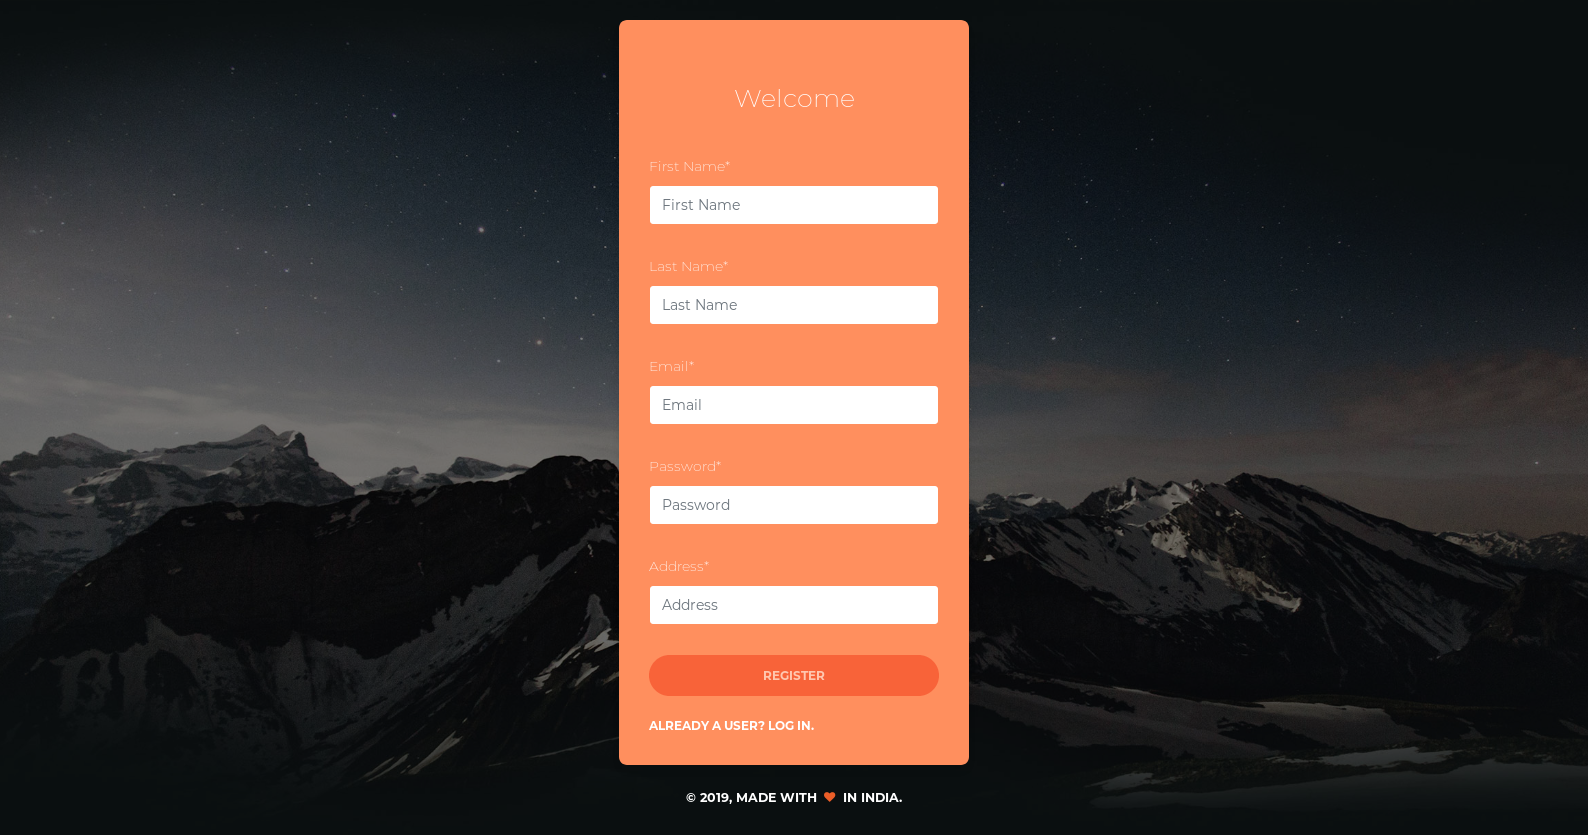 Welcome
First Name*
First Name
Last Name*
Last Name
Email*
Email
Password*
Password
Address*
Address
REGISTER
ALREADY A USER? LOG IN.
© 2019, MADE WITH ❤ IN INDIA.